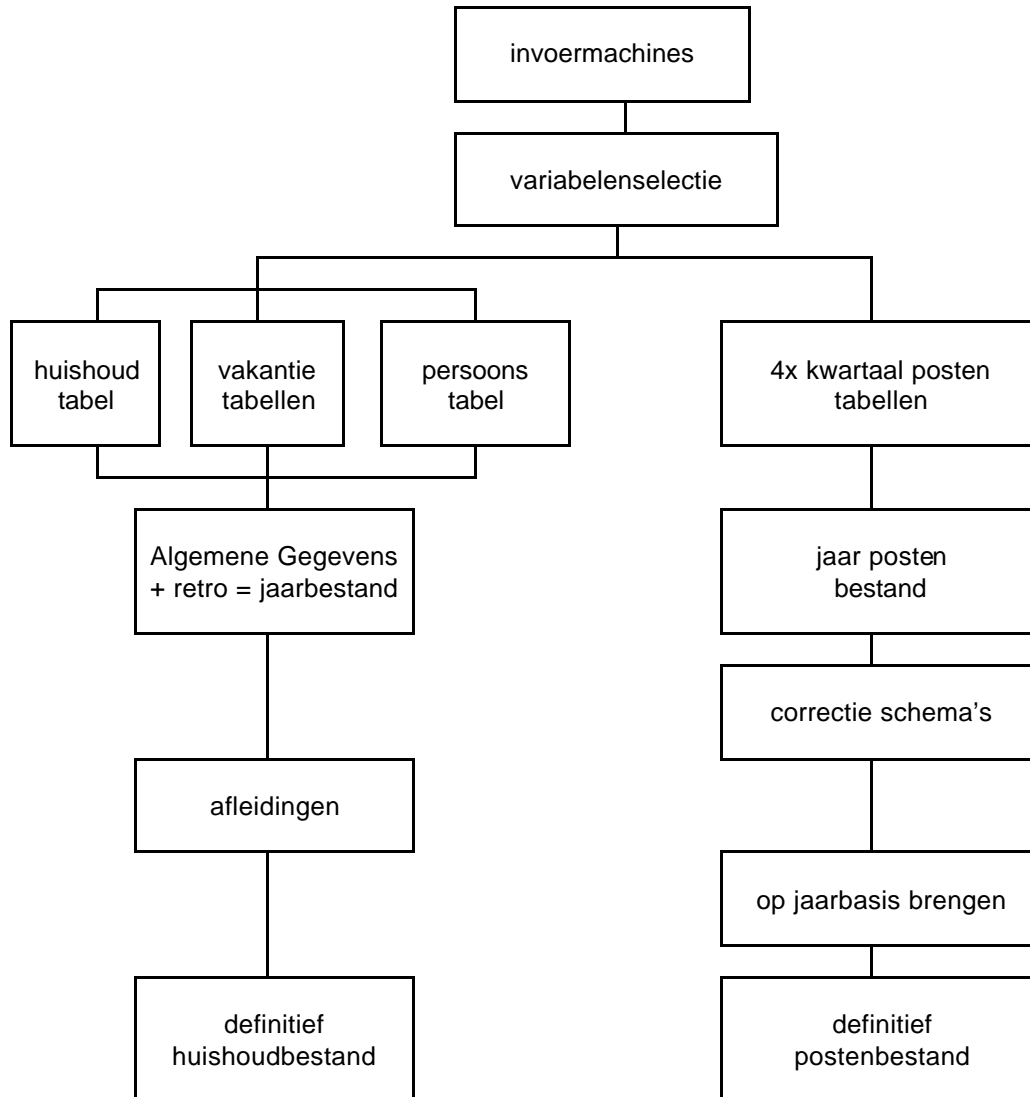 invoermachines
variabelenselectie
huishoud
tabel
vakantie
tabellen
persoons
tabel
4x kwartaal posten
tabellen
Algemene Gegevens
+ retro = jaarbestand
jaar posten
bestand
correctie schema's
afleidingen
op jaarbasis brengen
definitief
huishoudbestand
definitief
postenbestand